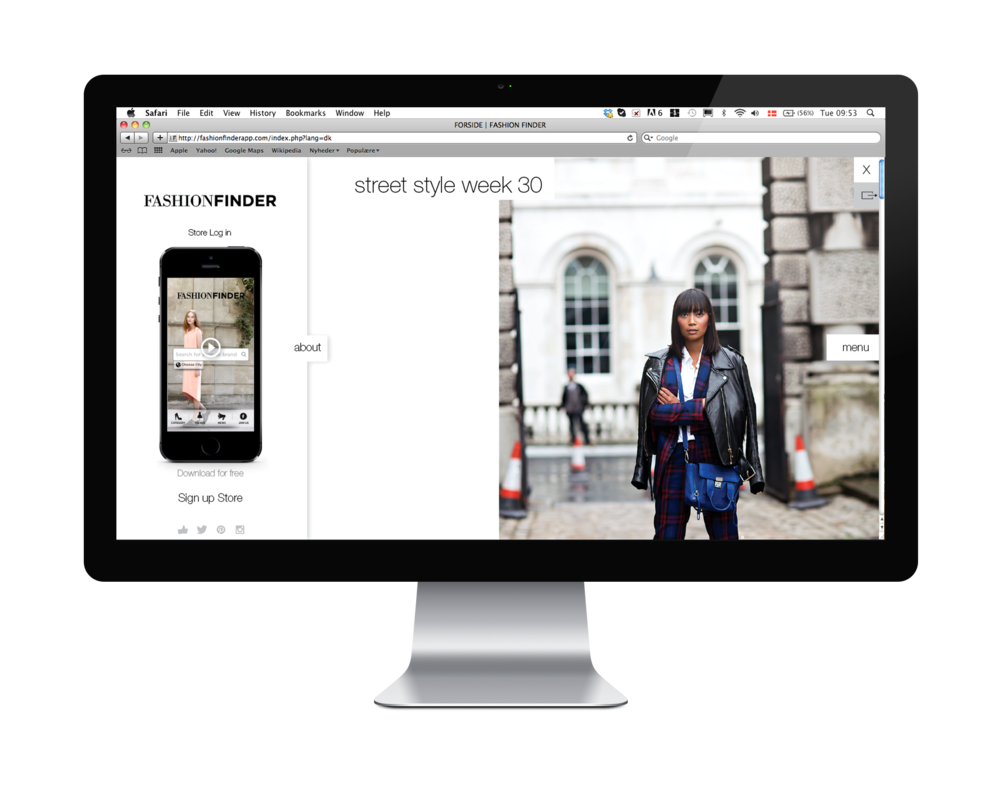 Safari File Edit View History Bookmarks Window Help 6 (56%) Tue 09:53
FORSIDE | FASHION FINDER
http://fashionfinderapp.com/index.php?lang=dk Google
Apple Yahoo! Google Maps Wikipedia Nyheder Populære
FASHIONFINDER
Store Log in
FASHIONFINDER
Search for brand
Choose City
Download for free
Sign up Store
about
street style week 30
X
menu